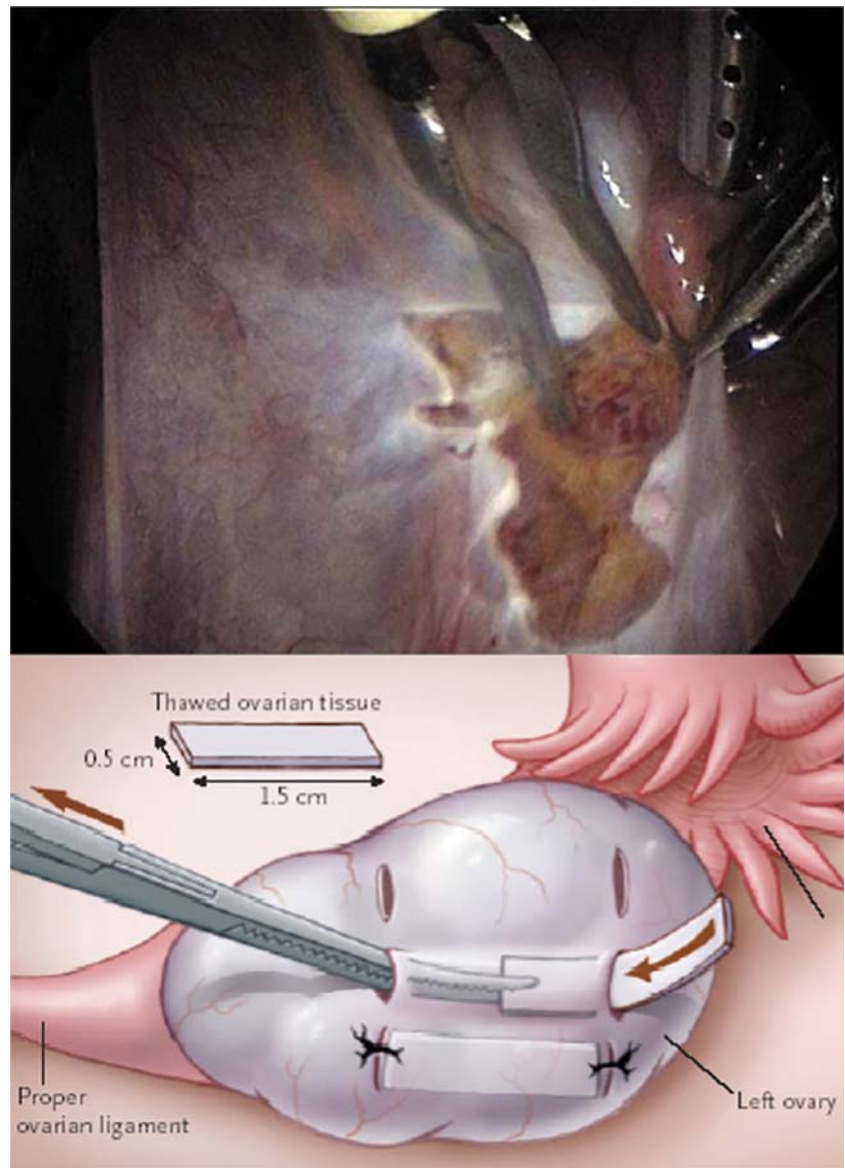 Thawed ovarian tissue
0.5 cm
1.5 cm
Proper
ovarian ligament
Left ovary